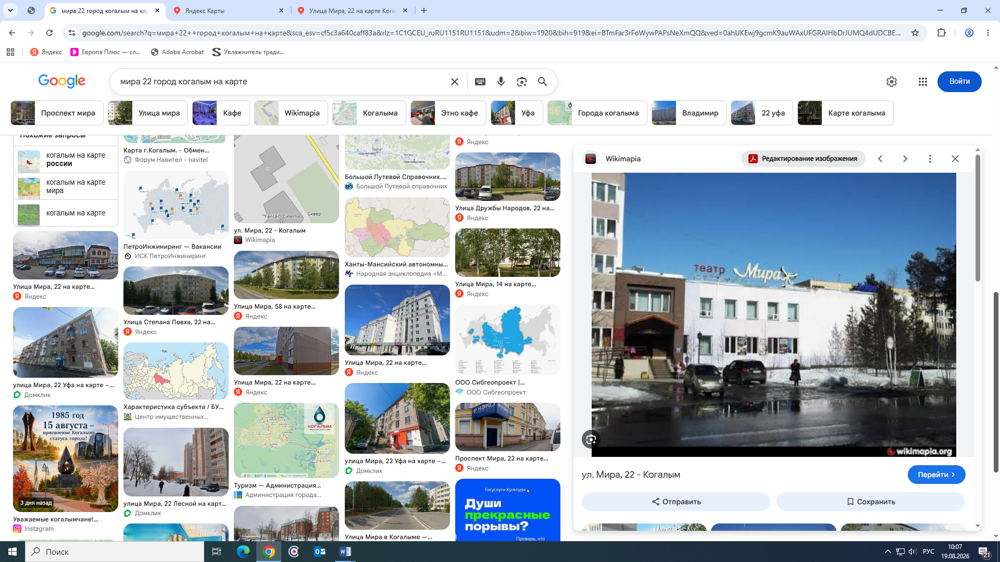 мира 22 город когалым на кар
Яндекс Карты
Улица Мира, 22 на карте Кога
google.com/search?q=мира+22++город+когалым+на+карте&sca_esv=cf5c3a640caff83a&rlz=1C1GCEU_ruRU1151RU1151&udm=2&biw=1920&bih=919&ei=BTmFar3rFoWywPAPsNeXmQQ&ved=0ahUKEwj9gcmK9auWAxUFGRAIHbDrJUMQ4dUDCBE...
Яндекс
Европа Плюс — сл...
Adobe Acrobat
Увлажнитель тради...
Google
мира 22 город когалым на карте
Войти
Проспект мира
Улица мира
Кафе
Wikimapia
Когалыма
Этно кафе
Уфа
Города когалыма
Владимир
22 уфа
Карте когалыма
Похожие запросы
когалым на карте
россии
когалым на карте
мира
когалым на карте
Улица Мира, 22 на карте...
Яндекс
улица Мира, 22 Уфа на карте –...
Домклик
1985 год
15 августа –
присвоение Когалыму
статуса города!
3 дня назад
Уважаемые когалымчане!...
Instagram
Карта г.Когалым. - Обмен...
Форум Навител - navitel
ПетроИнжиниринг — Вакансии
ИСК ПетроИнжиниринг
Улица Степана Повха, 22 на...
Яндекс
Характеристика субъекта / БУ...
Центр имущественных...
улица Мира, 22 Лесной на карт...
Домклик
17
"Yantar" Cinema
Сквер
ул. Мира, 22 - Когалым
Wikimapia
Улица Мира, 58 на карте...
Яндекс
Улица Мира, 22 на карте...
Яндекс
КОГАЛЫМ
Туризм — Администрация...
Администрация города...
Сургут
Нижневартовск
Большой Путевой Справочник....
Большой Путевой справочник
Ханты-Мансийский автономны...
Народная энциклопедия «М...
Улица Мира, 22 на карте...
Яндекс
улица Мира, 22 Уфа на карте –...
Домклик
Улица Мира в Когалыме —...
Яндекс
Улица Дружбы Народов, 22 на...
Яндекс
Улица Мира, 14 на карте...
Яндекс
ООО Сибгеопроект |...
ООО Сибгеопроект
НЭКО
Проспект Мира, 22 на карте...
Яндекс
Госуслуги.Культура
Души
прекрасные
порывы?
Проверь, что
Wikimapia
Редактирование изображения
театр Мираж
wikimapia.org
ул. Мира, 22 - Когалым
Перейти
Отправить
Сохранить
Поиск
РУС
10:07
19.08.2026
21